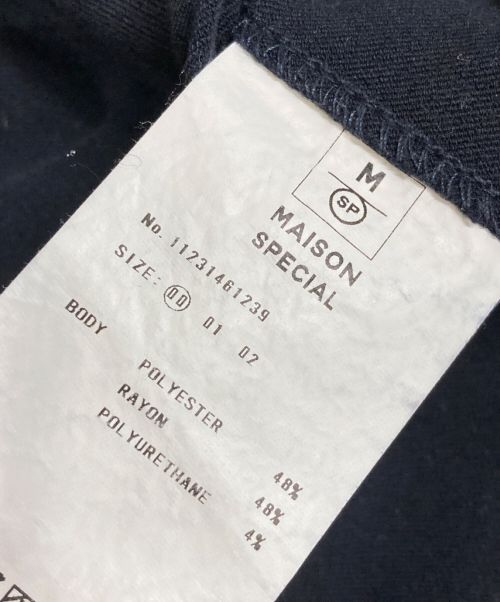 M
SP
MAISON
SPECIAL
No. 11231461239
SIZE: 00 01 02
BODY
POLYESTER 48%
RAYON 48%
POLYURETHANE 4%